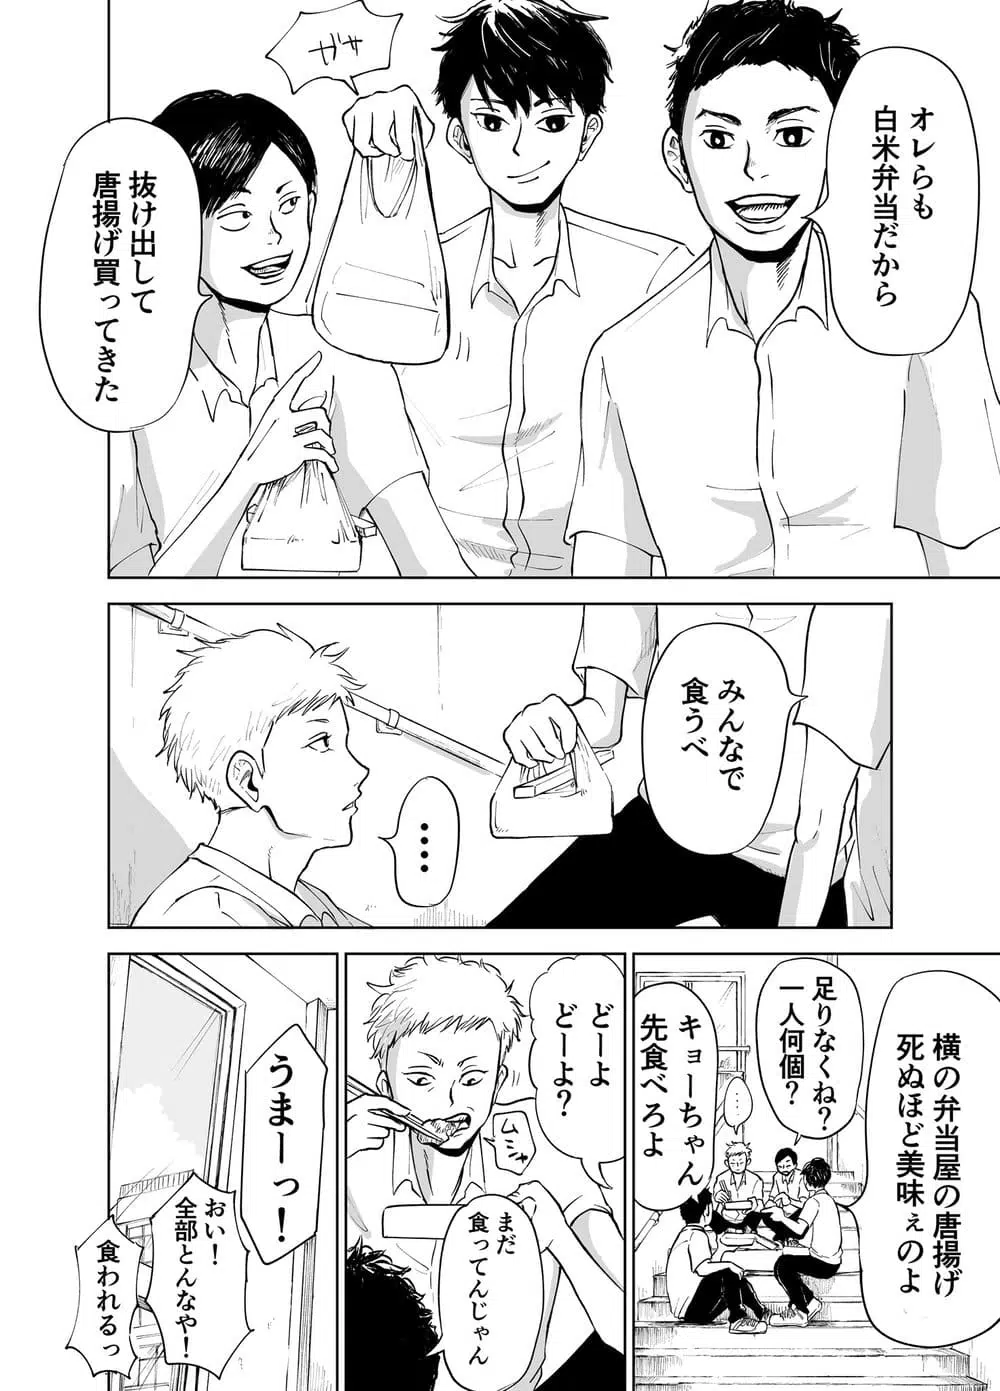 オレらも
白米弁当だから
ガサ
抜け出して
唐揚げ買ってきた
みんなで
食うべ
・・・・
横の弁当屋の唐揚げ
死ぬほど美味ぇのよ
足りなくね?
一人何個?
・・・
キョーちゃん
先食べろよ
どーよ
どーよ?
ムシャ
まだ
食ってんじゃん
うまーっ!
おい!
全部とんなや!
食われるっ